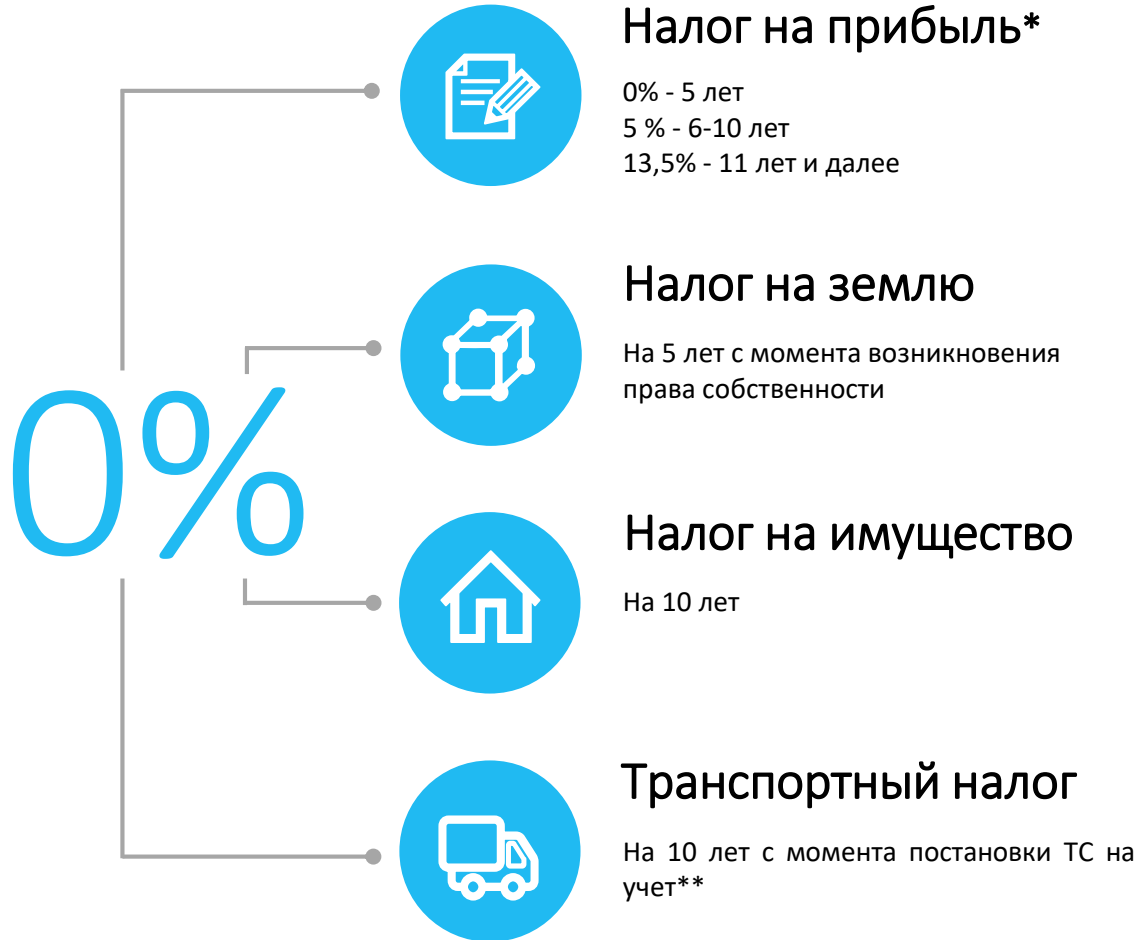 Налог на прибыль*
0% - 5 лет
5 % - 6-10 лет
13,5% - 11 лет и далее
Налог на землю
На 5 лет с момента возникновения
права собственности
0%
Налог на имущество
На 10 лет
Транспортный налог
На 10 лет с момента постановки ТС на
учет**